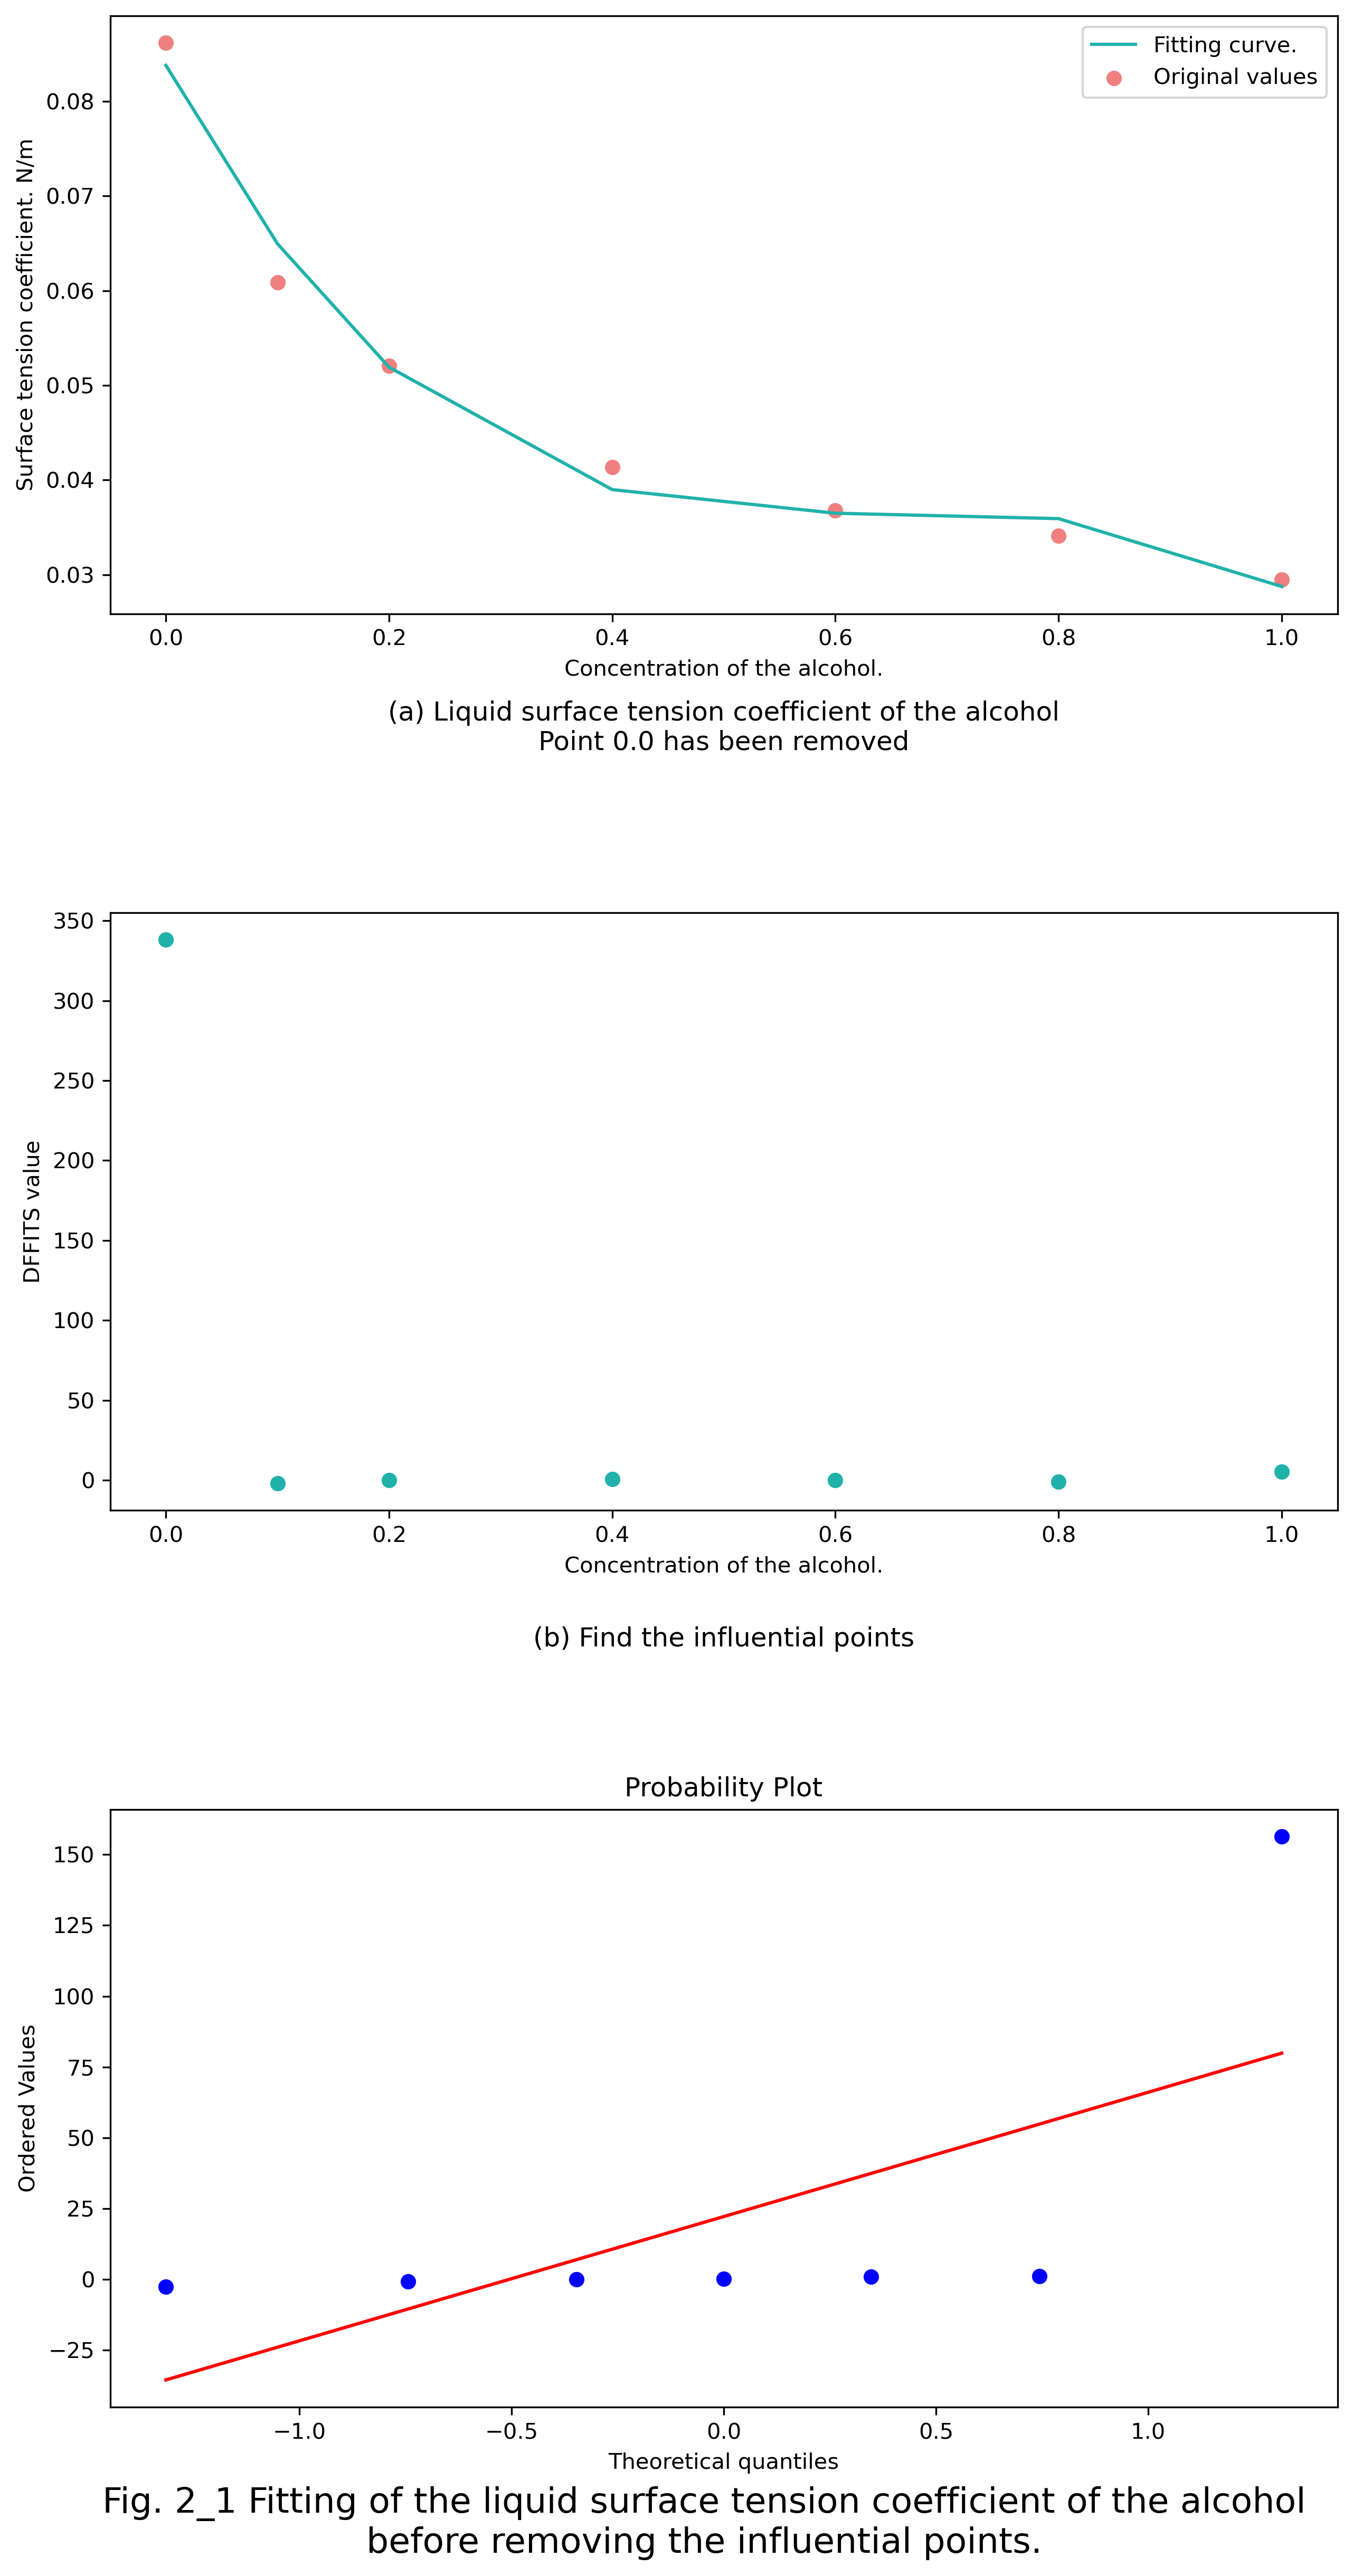 Fitting curve.
Original values
0.08
0.07
0.06
0.05
0.04
0.03
Surface tension coefficient. N/m
0.0 0.2 0.4 0.6 0.8 1.0
Concentration of the alcohol.
(a) Liquid surface tension coefficient of the alcohol
Point 0.0 has been removed
350
300
250
200
150
100
50
0
DFFITS value
0.0 0.2 0.4 0.6 0.8 1.0
Concentration of the alcohol.
(b) Find the influential points
Probability Plot
150
125
100
75
50
25
0
−25
Ordered Values
−1.0 −0.5 0.0 0.5 1.0
Theoretical quantiles
Fig. 2_1 Fitting of the liquid surface tension coefficient of the alcohol
before removing the influential points.